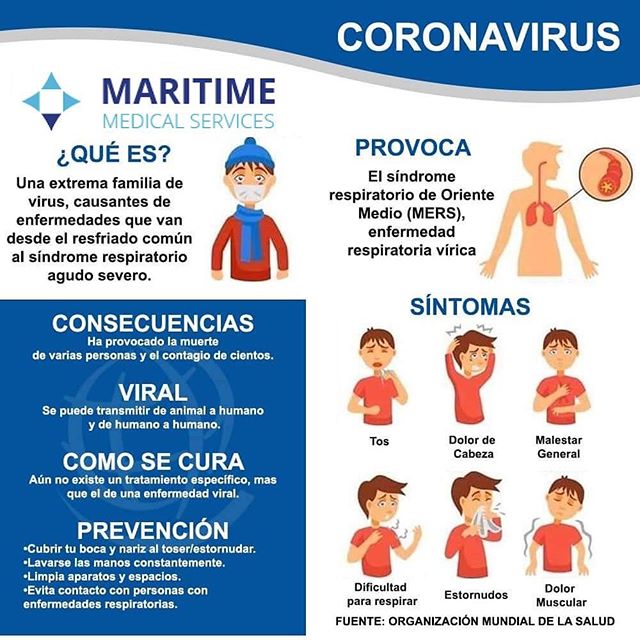 CORONAVIRUS
MARITIME
MEDICAL SERVICES
¿QUÉ ES?
Una extrema familia de
virus, causantes de
enfermedades que van
desde el resfriado común
al síndrome respiratorio
agudo severo.
PROVOCA
El síndrome
respiratorio de Oriente
Medio (MERS),
enfermedad
respiratoria vírica
CONSECUENCIAS
Ha provocado la muerte
de varias personas y el contagio de cientos.
VIRAL
Se puede transmitir de animal a humano
y de humano a humano.
COMO SE CURA
Aún no existe un tratamiento específico, mas
que el de una enfermedad viral.
PREVENCIÓN
•Cubrir tu boca y nariz al toser/estornudar.
•Lavarse las manos constantemente.
•Limpia aparatos y espacios.
•Evita contacto con personas con
enfermedades respiratorias.
SÍNTOMAS
Tos
Dolor de
Cabeza
Malestar
General
Dificultad
para respirar
Estornudos
Dolor
Muscular
FUENTE: ORGANIZACIÓN MUNDIAL DE LA SALUD